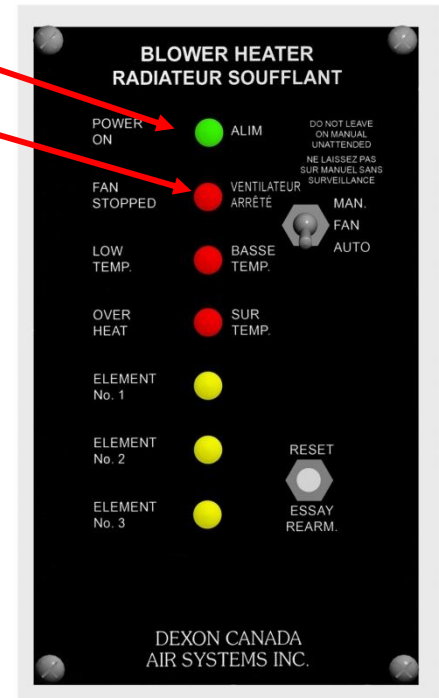 BLOWER HEATER
RADIATEUR SOUFFLANT
POWER
ON
ALIM
DO NOT LEAVE
ON MANUAL
UNATTENDED
NE LAISSEZ PAS
SUR MANUEL SANS
SURVEILLANCE
FAN
STOPPED
VENTILATEUR
ARRÊTÉ
MAN.
FAN
AUTO
LOW
TEMP.
BASSE
TEMP.
OVER
HEAT
SUR
TEMP.
ELEMENT
No. 1
ELEMENT
No. 2
RESET
ELEMENT
No. 3
ESSAY
REARM.
DEXON CANADA
AIR SYSTEMS INC.